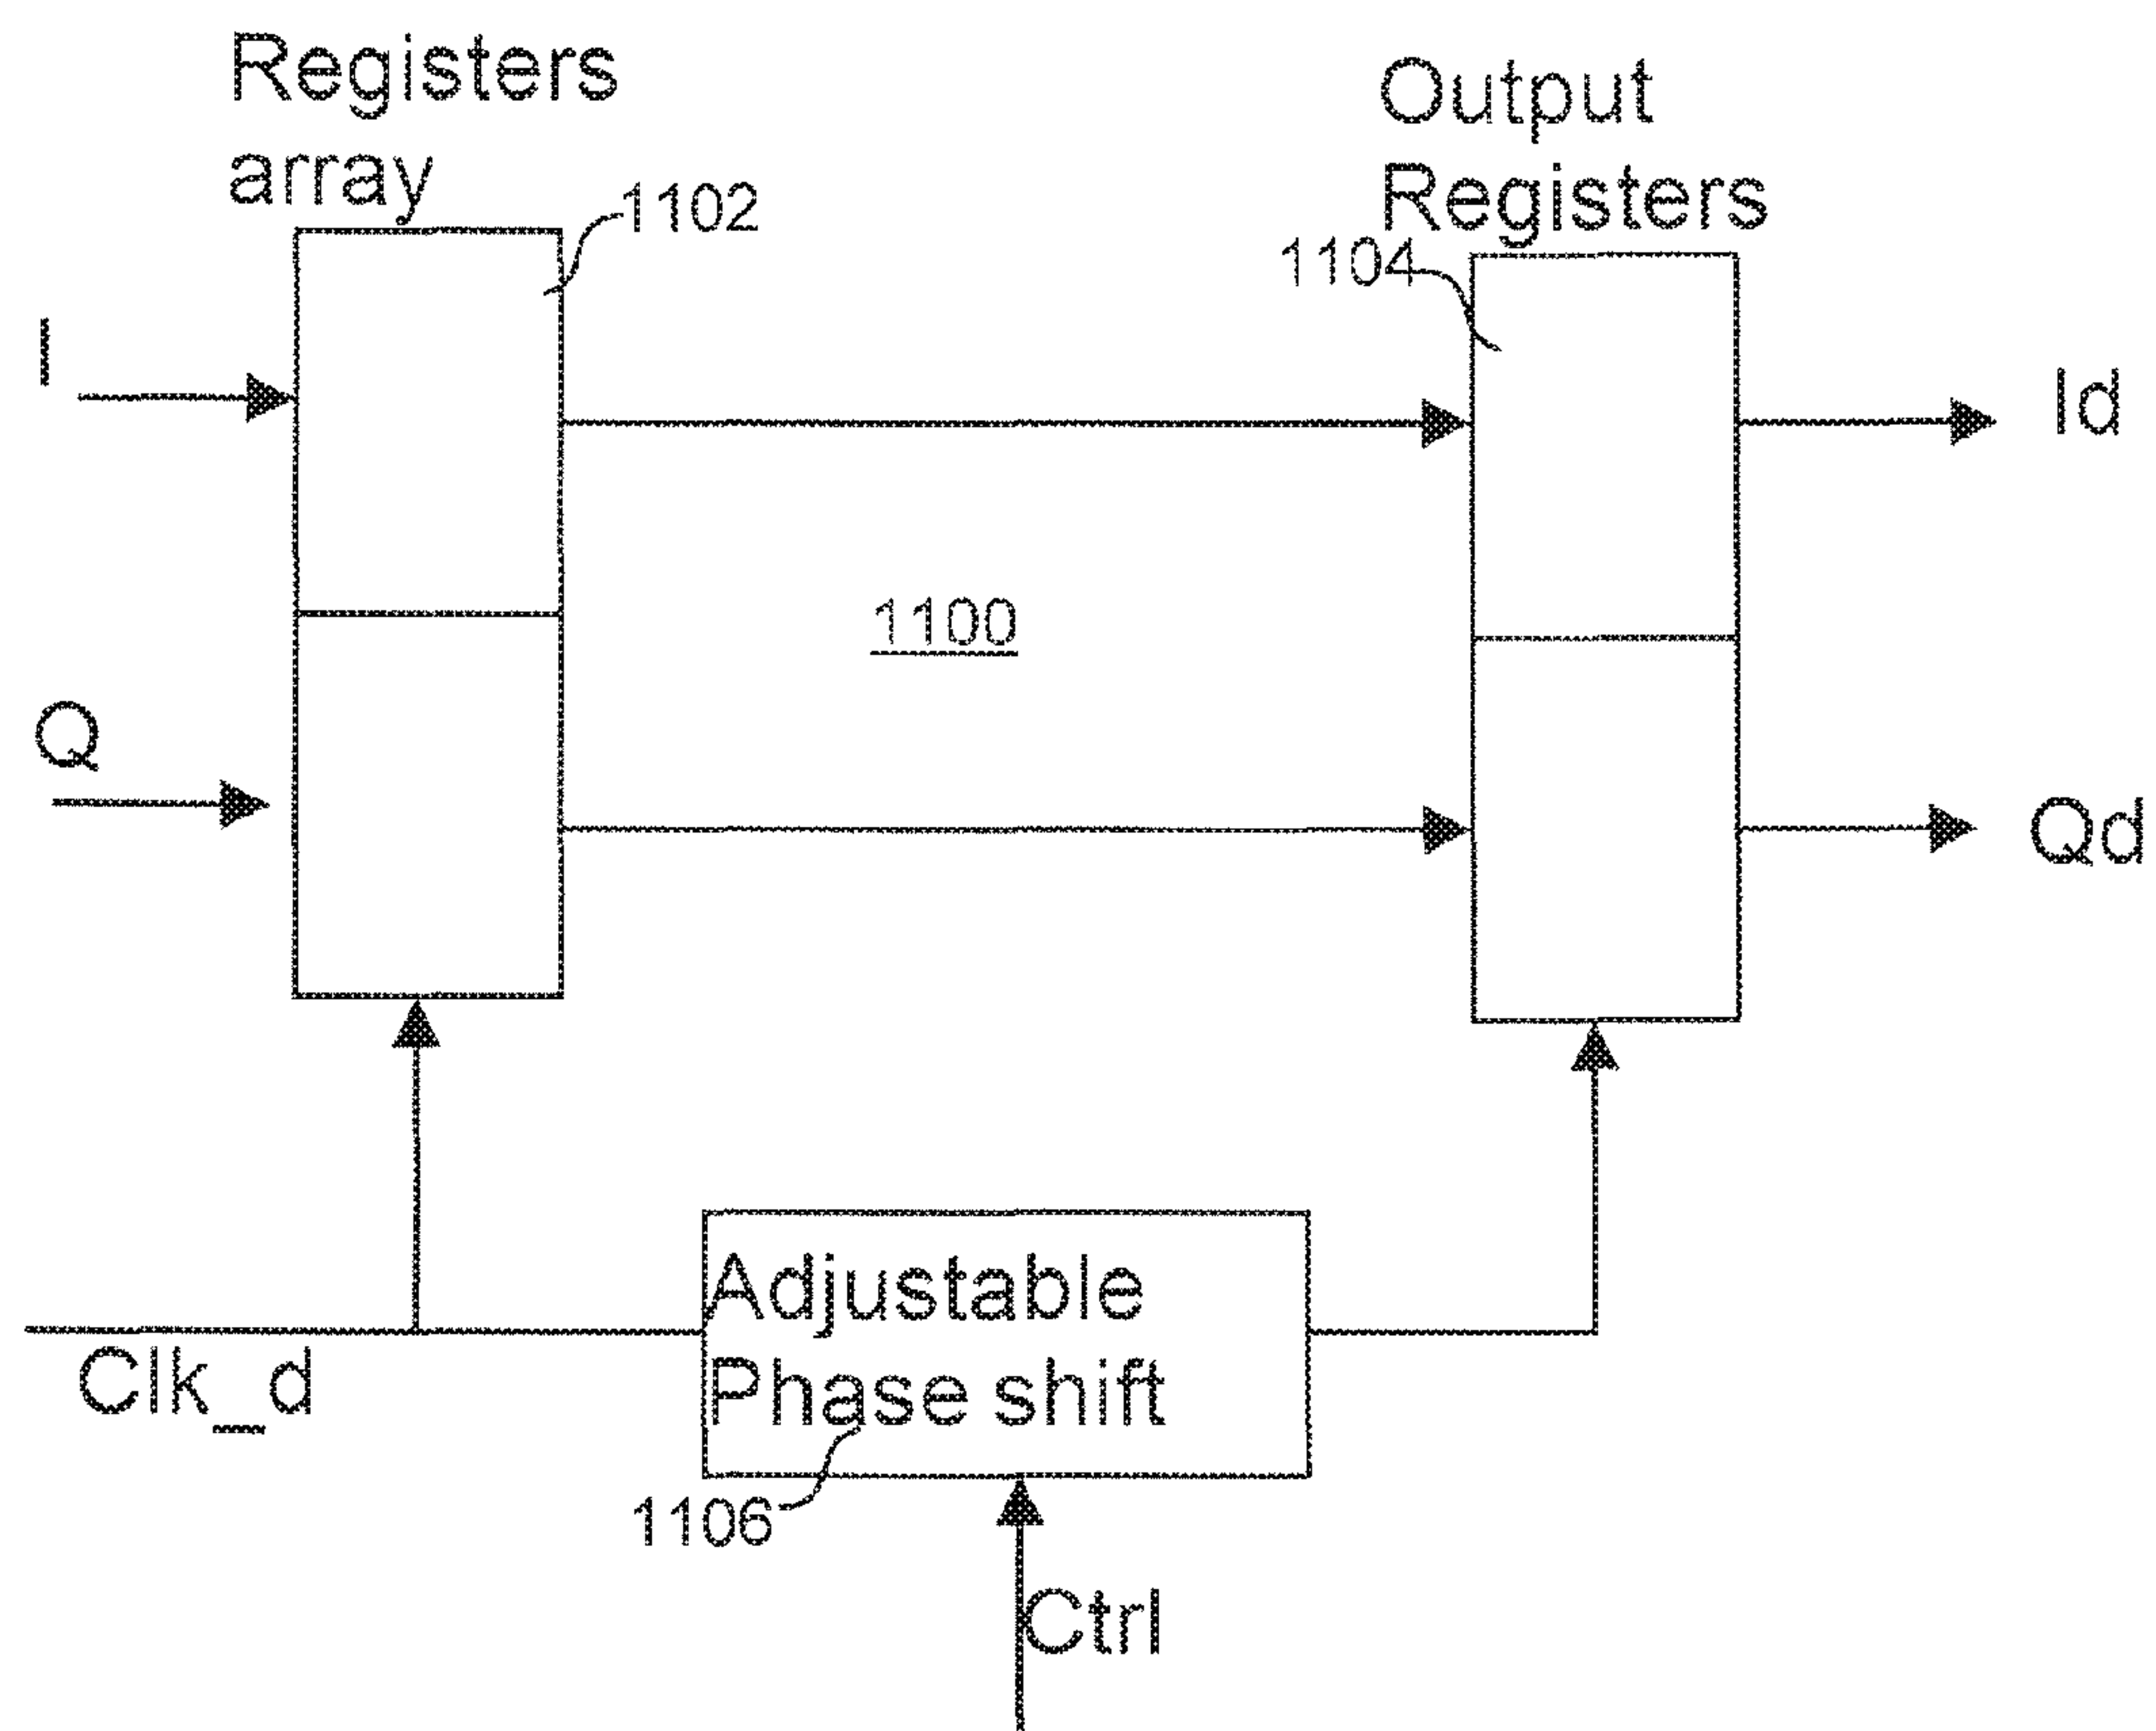 Registers
array
1102
Output
Registers
1104
I
Id
1100
Q
Qd
Adjustable
Phase shift
Clk_d
1106
Ctrl